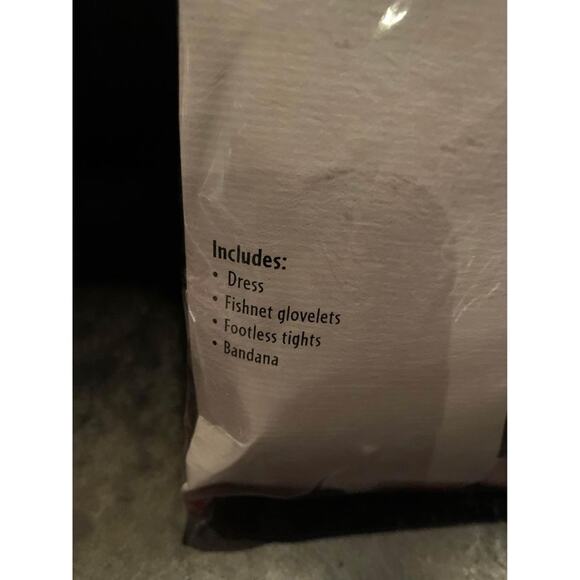 Includes:
• Dress
• Fishnet glovelets
• Footless tights
• Bandana